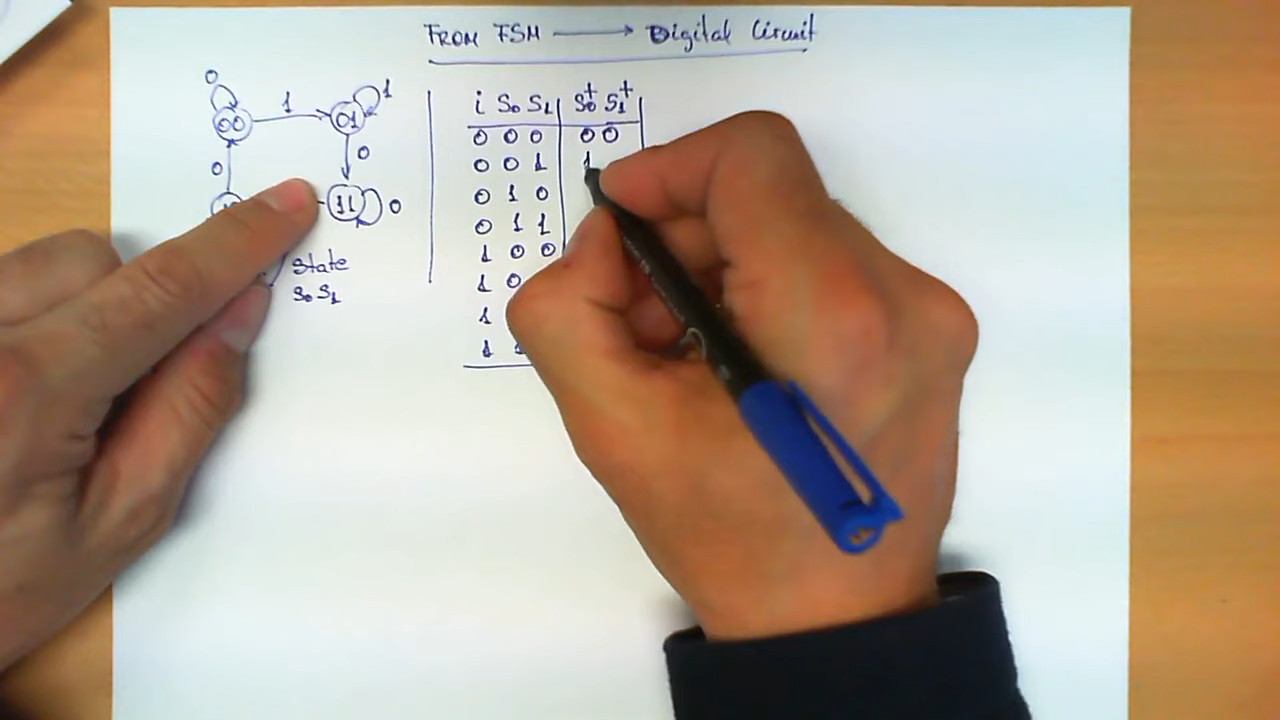 FROM FSM → Digital Circuit
0 1 1
00 01
0 0
11 0
State
S₀ S₁
i S₀ S₁ S₀⁺ S₁⁺
0 0 0 0 0
0 0 1 1
0 1 0
0 1 1
1 0 0
1 0
1
1 1